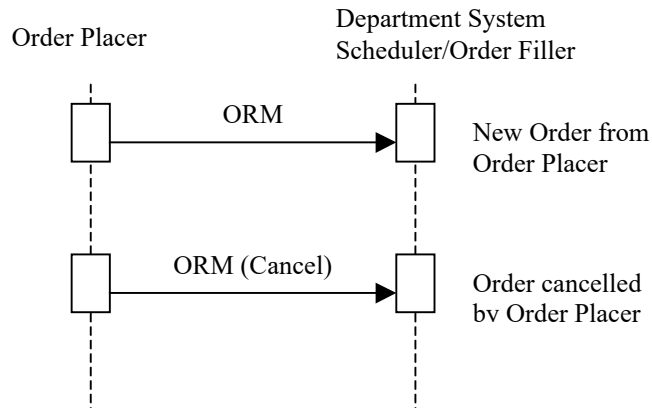 Order Placer
Department System
Scheduler/Order Filler
ORM
New Order from
Order Placer
ORM (Cancel)
Order cancelled
by Order Placer